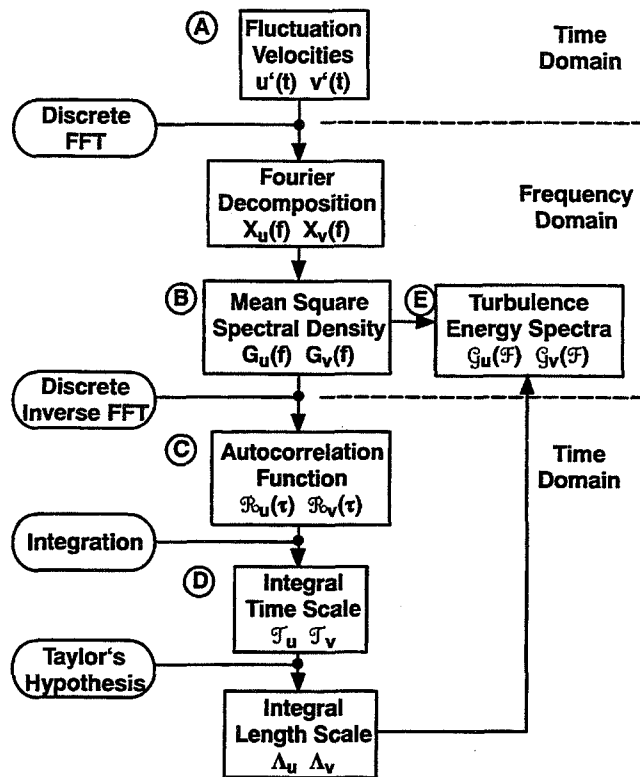 A
Fluctuation
Velocities
u‘(t) v‘(t)
Time
Domain
Discrete
FFT
Fourier
Decomposition
Xu(f) Xv(f)
Frequency
Domain
B
Mean Square
Spectral Density
Gu(f) Gv(f)
E
Turbulence
Energy Spectra
𝒢u(ℱ) 𝒢v(ℱ)
Discrete
Inverse FFT
C
Autocorrelation
Function
ℛu(τ) ℛv(τ)
Time
Domain
Integration
D
Integral
Time Scale
𝒯u 𝒯v
Taylor‘s
Hypothesis
Integral
Length Scale
Λu Λv